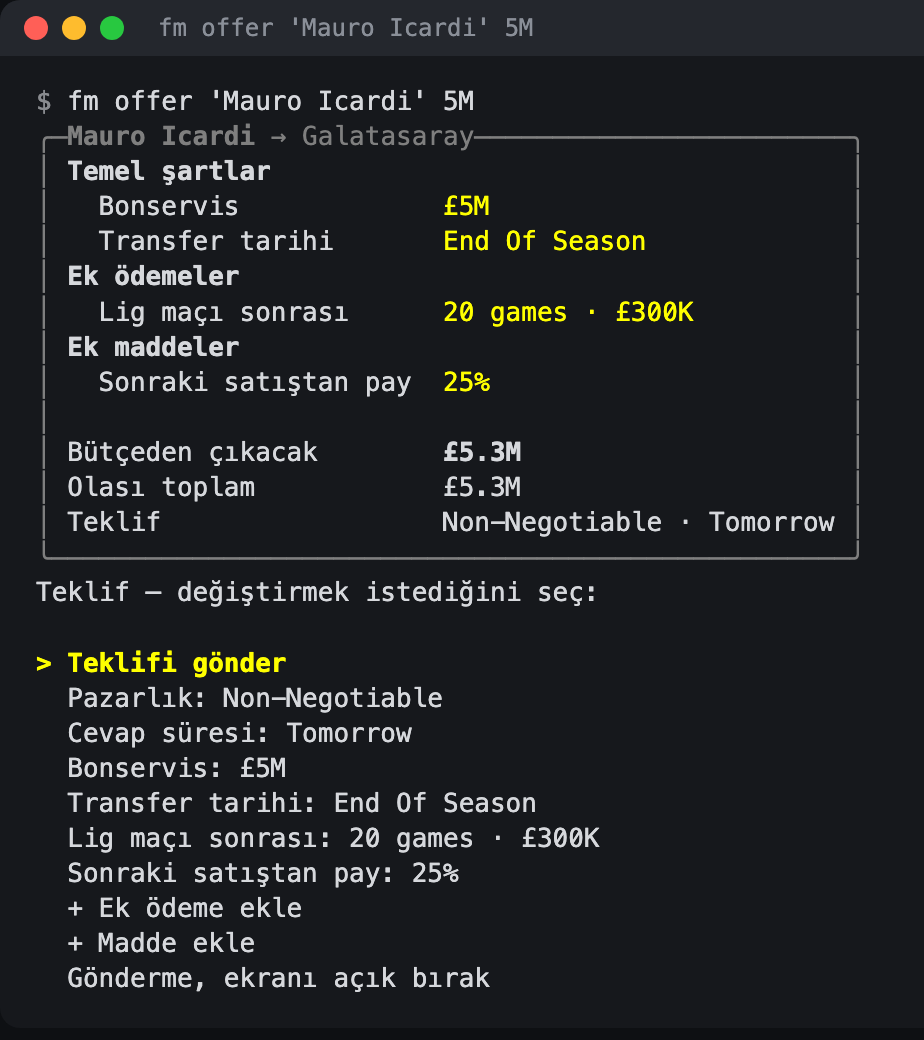 fm offer 'Mauro Icardi' 5M
$ fm offer 'Mauro Icardi' 5M
Mauro Icardi → Galatasaray
Temel şartlar
Bonservis £5M
Transfer tarihi End Of Season
Ek ödemeler
Lig maçı sonrası 20 games · £300K
Ek maddeler
Sonraki satıştan pay 25%
Bütçeden çıkacak £5.3M
Olası toplam £5.3M
Teklif Non-Negotiable · Tomorrow
Teklif — değiştirmek istediğini seç:
> Teklifi gönder
Pazarlık: Non-Negotiable
Cevap süresi: Tomorrow
Bonservis: £5M
Transfer tarihi: End Of Season
Lig maçı sonrası: 20 games · £300K
Sonraki satıştan pay: 25%
+ Ek ödeme ekle
+ Madde ekle
Gönderme, ekranı açık bırak